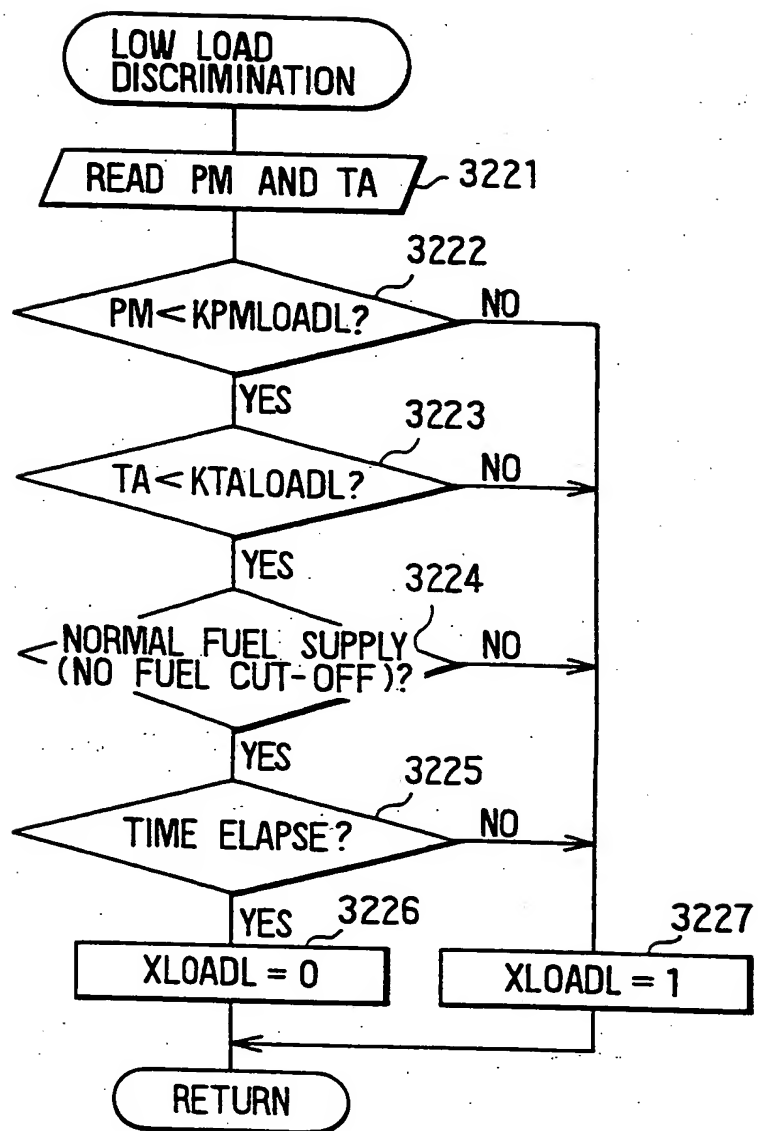 LOW LOAD
DISCRIMINATION
READ PM AND TA
3221
3222
PM<KPMLOADL?
NO
YES
3223
TA<KTALOADL?
NO
YES
3224
NORMAL FUEL SUPPLY
(NO FUEL CUT-OFF)?
NO
YES
3225
TIME ELAPSE?
NO
YES
3226
XLOADL = 0
3227
XLOADL = 1
RETURN